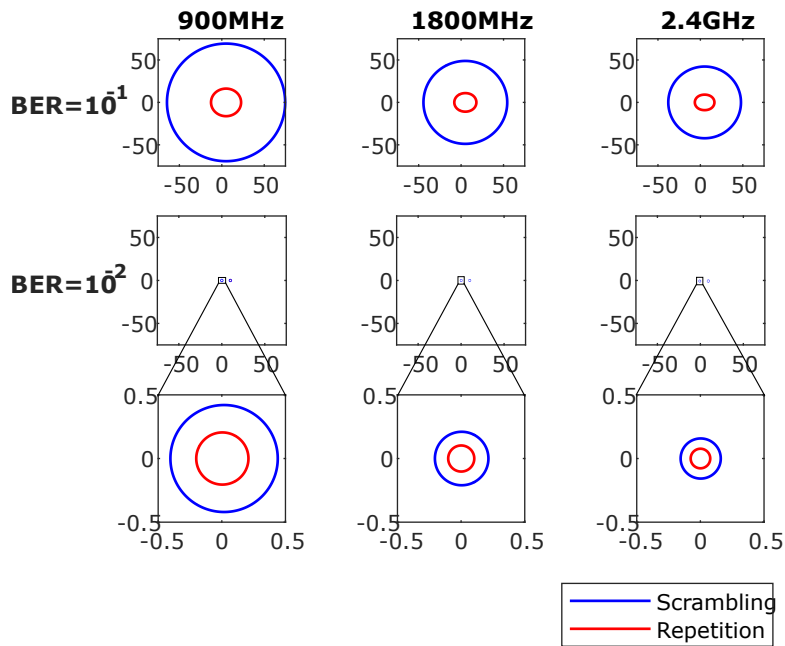 900MHz 1800MHz 2.4GHz
50 50 50
BER=10^-1 0 0 0
-50 -50 -50
-50 0 50 -50 0 50 -50 0 50
50 50 50
BER=10^-2 0 0 0
-50 -50 -50
-50 0 50 -50 0 50 -50 0 50
0.5 0.5 0.5
0 0 0
-0.5 -0.5 -0.5
-0.5 0 0.5 -0.5 0 0.5 -0.5 0 0.5
Scrambling
Repetition